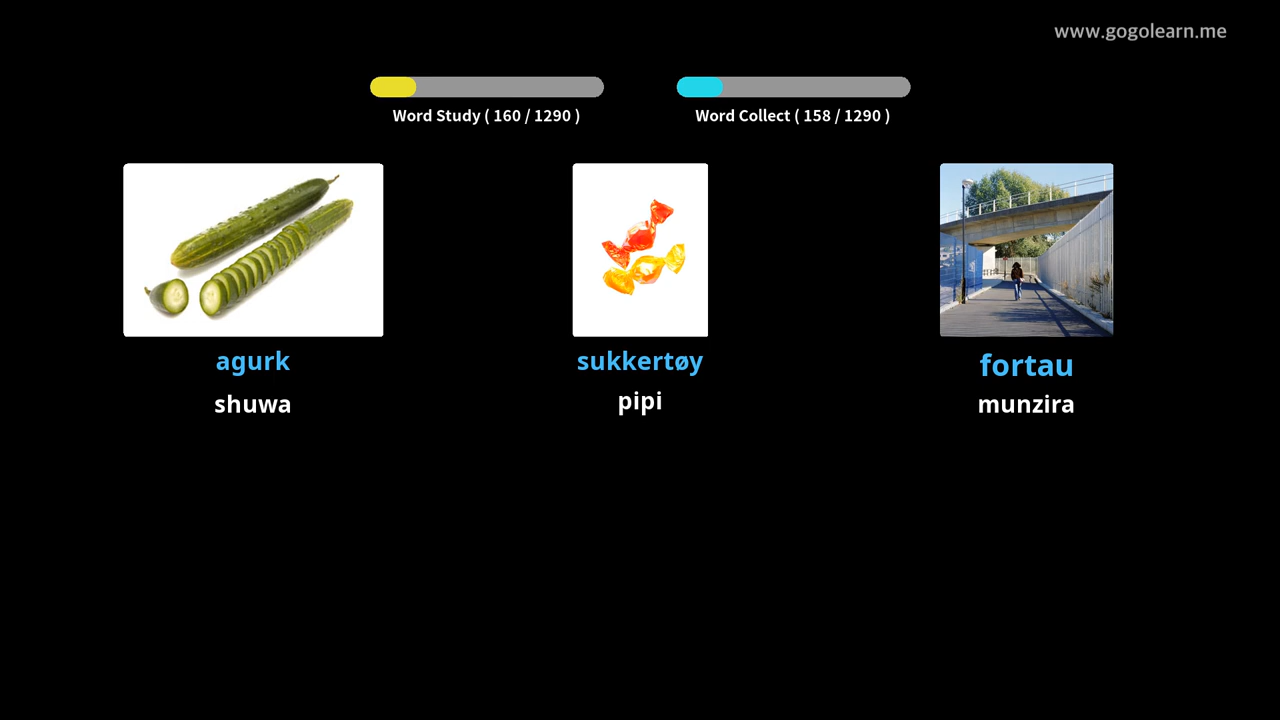 www.gogolearn.me
Word Study ( 160 / 1290 )
Word Collect ( 158 / 1290 )
agurk
shuwa
sukkertøy
pipi
fortau
munzira